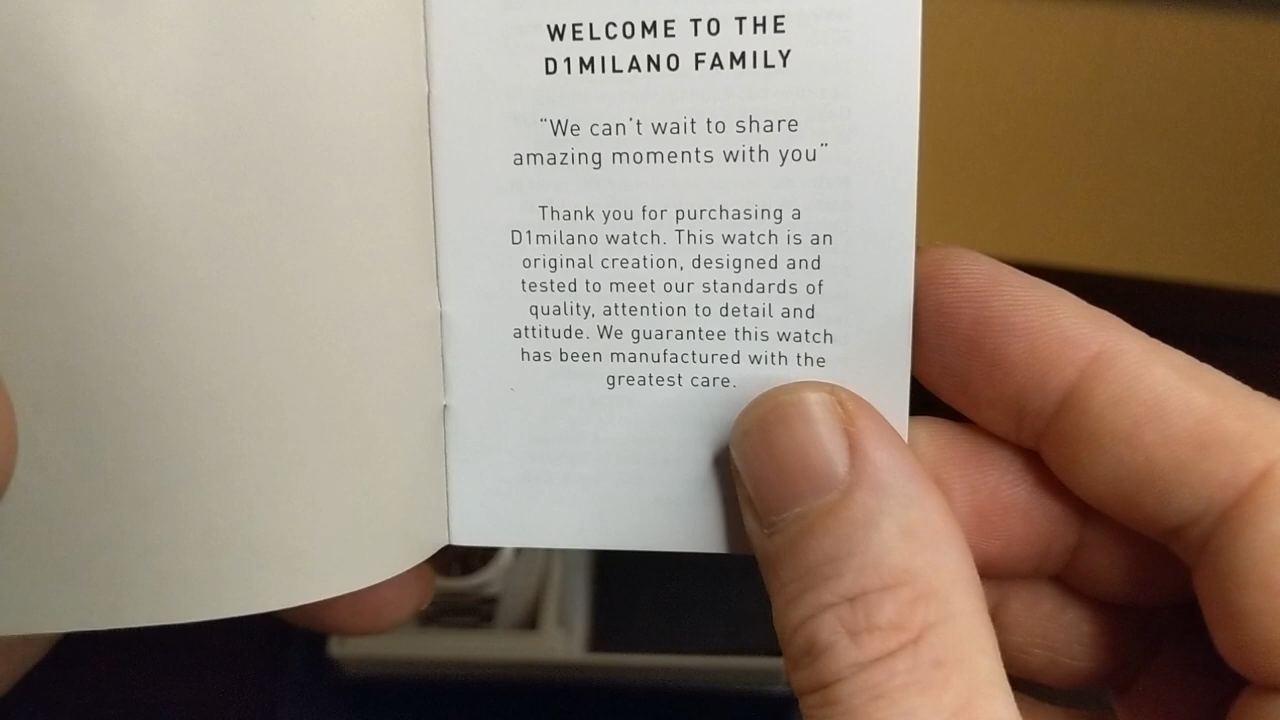 WELCOME TO THE
D1MILANO FAMILY
“We can’t wait to share
amazing moments with you”
Thank you for purchasing a
D1milano watch. This watch is an
original creation, designed and
tested to meet our standards of
quality, attention to detail and
attitude. We guarantee this watch
has been manufactured with the
greatest care.